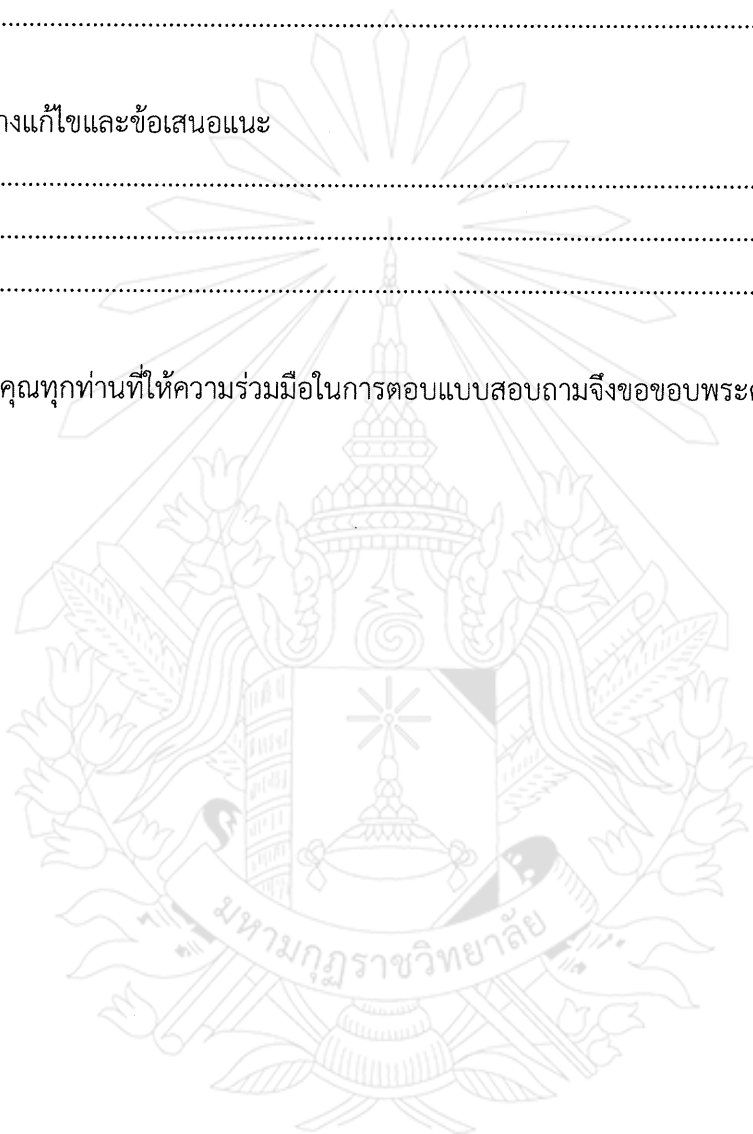 างแก้ไขและข้อเสนอแนะ
คุณทุกท่านที่ให้ความร่วมมือในการตอบแบบสอบถามจึงขอขอบพระ
มหามกุฏราชวิทยาลัย